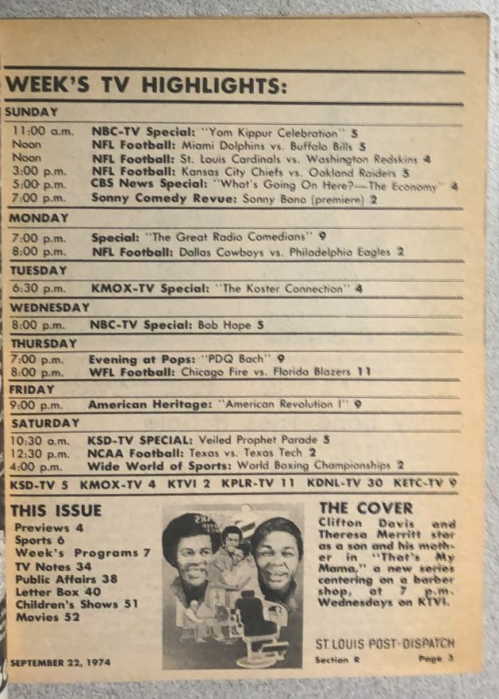 WEEK'S TV HIGHLIGHTS:
SUNDAY
11:00 a.m. NBC-TV Special: "Yom Kippur Celebration" 5
Noon NFL Football: Miami Dolphins vs. Buffalo Bills 5
Noon NFL Football: St. Louis Cardinals vs. Washington Redskins 4
3:00 p.m. NFL Football: Kansas City Chiefs vs. Oakland Raiders 5
5:00 p.m. CBS News Special: "What's Going On Here?—The Economy" 4
7:00 p.m. Sonny Comedy Revue: Sonny Bono (premiere) 2
MONDAY
7:00 p.m. Special: "The Great Radio Comedians" 9
8:00 p.m. NFL Football: Dallas Cowboys vs. Philadelphia Eagles 2
TUESDAY
6:30 p.m. KMOX-TV Special: "The Koster Connection" 4
WEDNESDAY
8:00 p.m. NBC-TV Special: Bob Hope 5
THURSDAY
7:00 p.m. Evening at Pops: "PDQ Bach" 9
8:00 p.m. WFL Football: Chicago Fire vs. Florida Blazers 11
FRIDAY
9:00 p.m. American Heritage: "American Revolution I" 9
SATURDAY
10:30 a.m. KSD-TV SPECIAL: Veiled Prophet Parade 5
12:30 p.m. NCAA Football: Texas vs. Texas Tech 2
4:00 p.m. Wide World of Sports: World Boxing Championships 2
KSD-TV 5 KMOX-TV 4 KTVI 2 KPLR-TV 11 KDNL-TV 30 KETC-TV 9
THIS ISSUE
Previews 4
Sports 6
Week's Programs 7
TV Notes 34
Public Affairs 38
Letter Box 40
Children's Shows 51
Movies 52
SEPTEMBER 22, 1974
THE COVER
Clifton Davis and
Theresa Merritt star
as a son and his moth-
er in "That's My
Mama," a new series
centering on a barber
shop, at 7 p.m.
Wednesdays on KTVI.
ST. LOUIS POST-DISPATCH
Section R Page 3